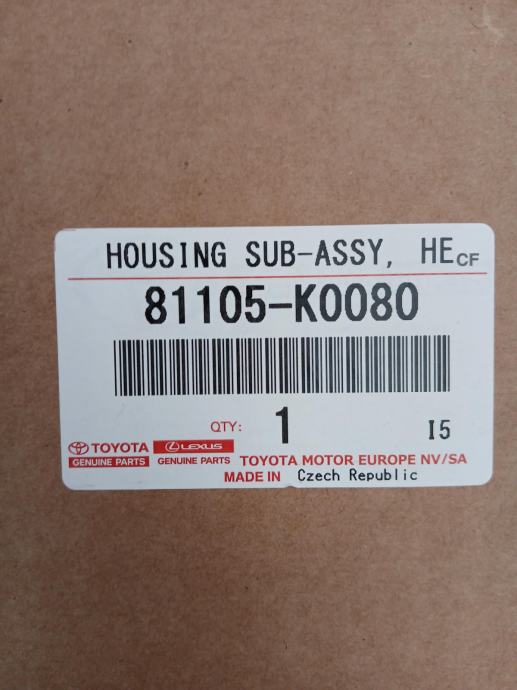 HOUSING SUB-ASSY, HE CF
81105-K0080
QTY: 1 I5
TOYOTA LEXUS
GENUINE PARTS GENUINE PARTS TOYOTA MOTOR EUROPE NV/SA
MADE IN Czech Republic